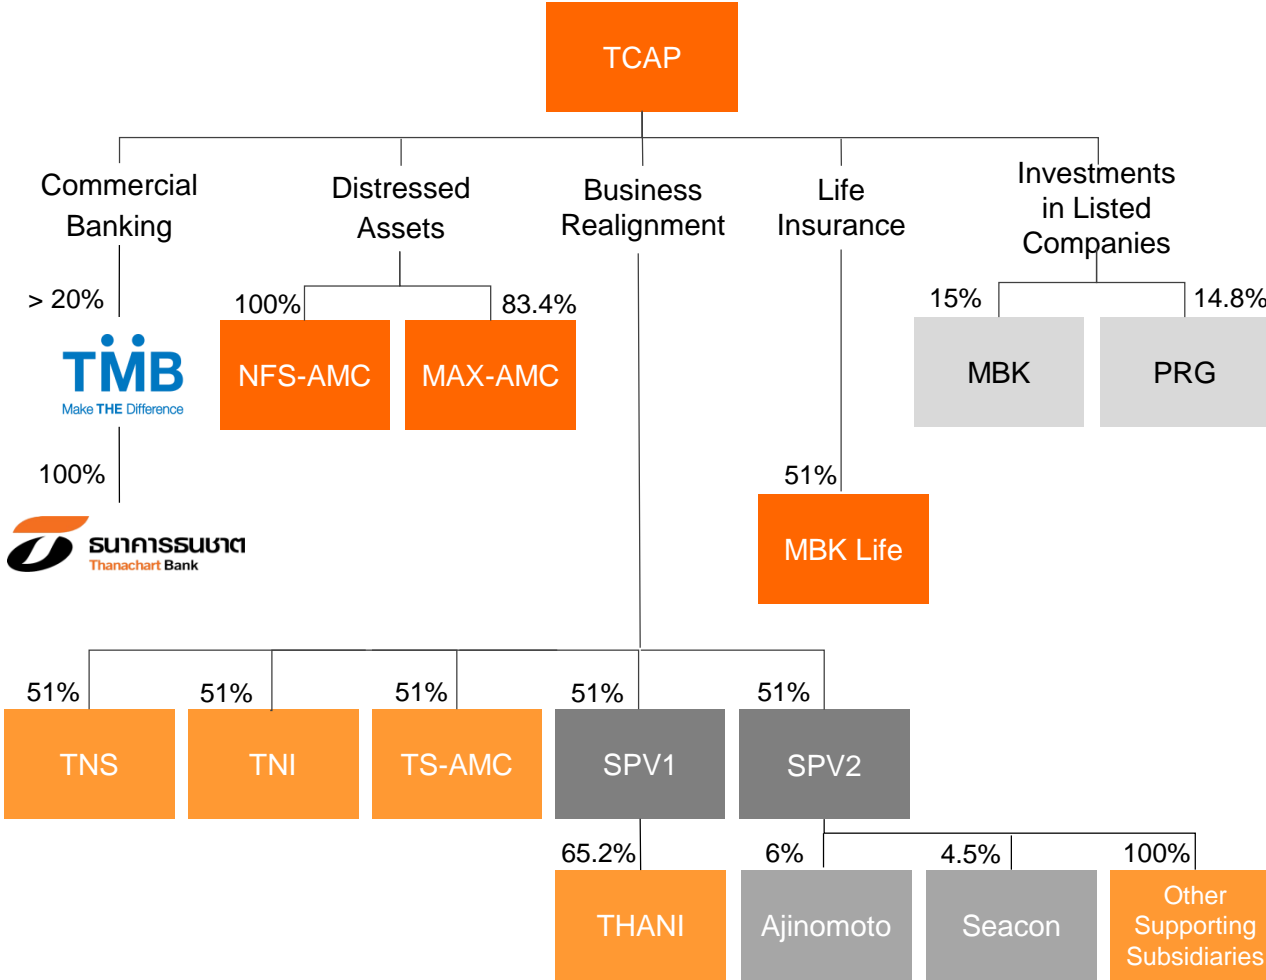 TCAP
Commercial
Banking
Distressed
Assets
Business
Realignment
Life
Insurance
Investments
in Listed
Companies
> 20%
100%
83.4%
15%
14.8%
TMB
Make THE Difference
NFS-AMC
MAX-AMC
MBK
PRG
100%
51%
ธนาคารธนชาต
Thanachart Bank
MBK Life
51%
51%
51%
51%
51%
TNS
TNI
TS-AMC
SPV1
SPV2
65.2%
6%
4.5%
100%
THANI
Ajinomoto
Seacon
Other
Supporting
Subsidiaries